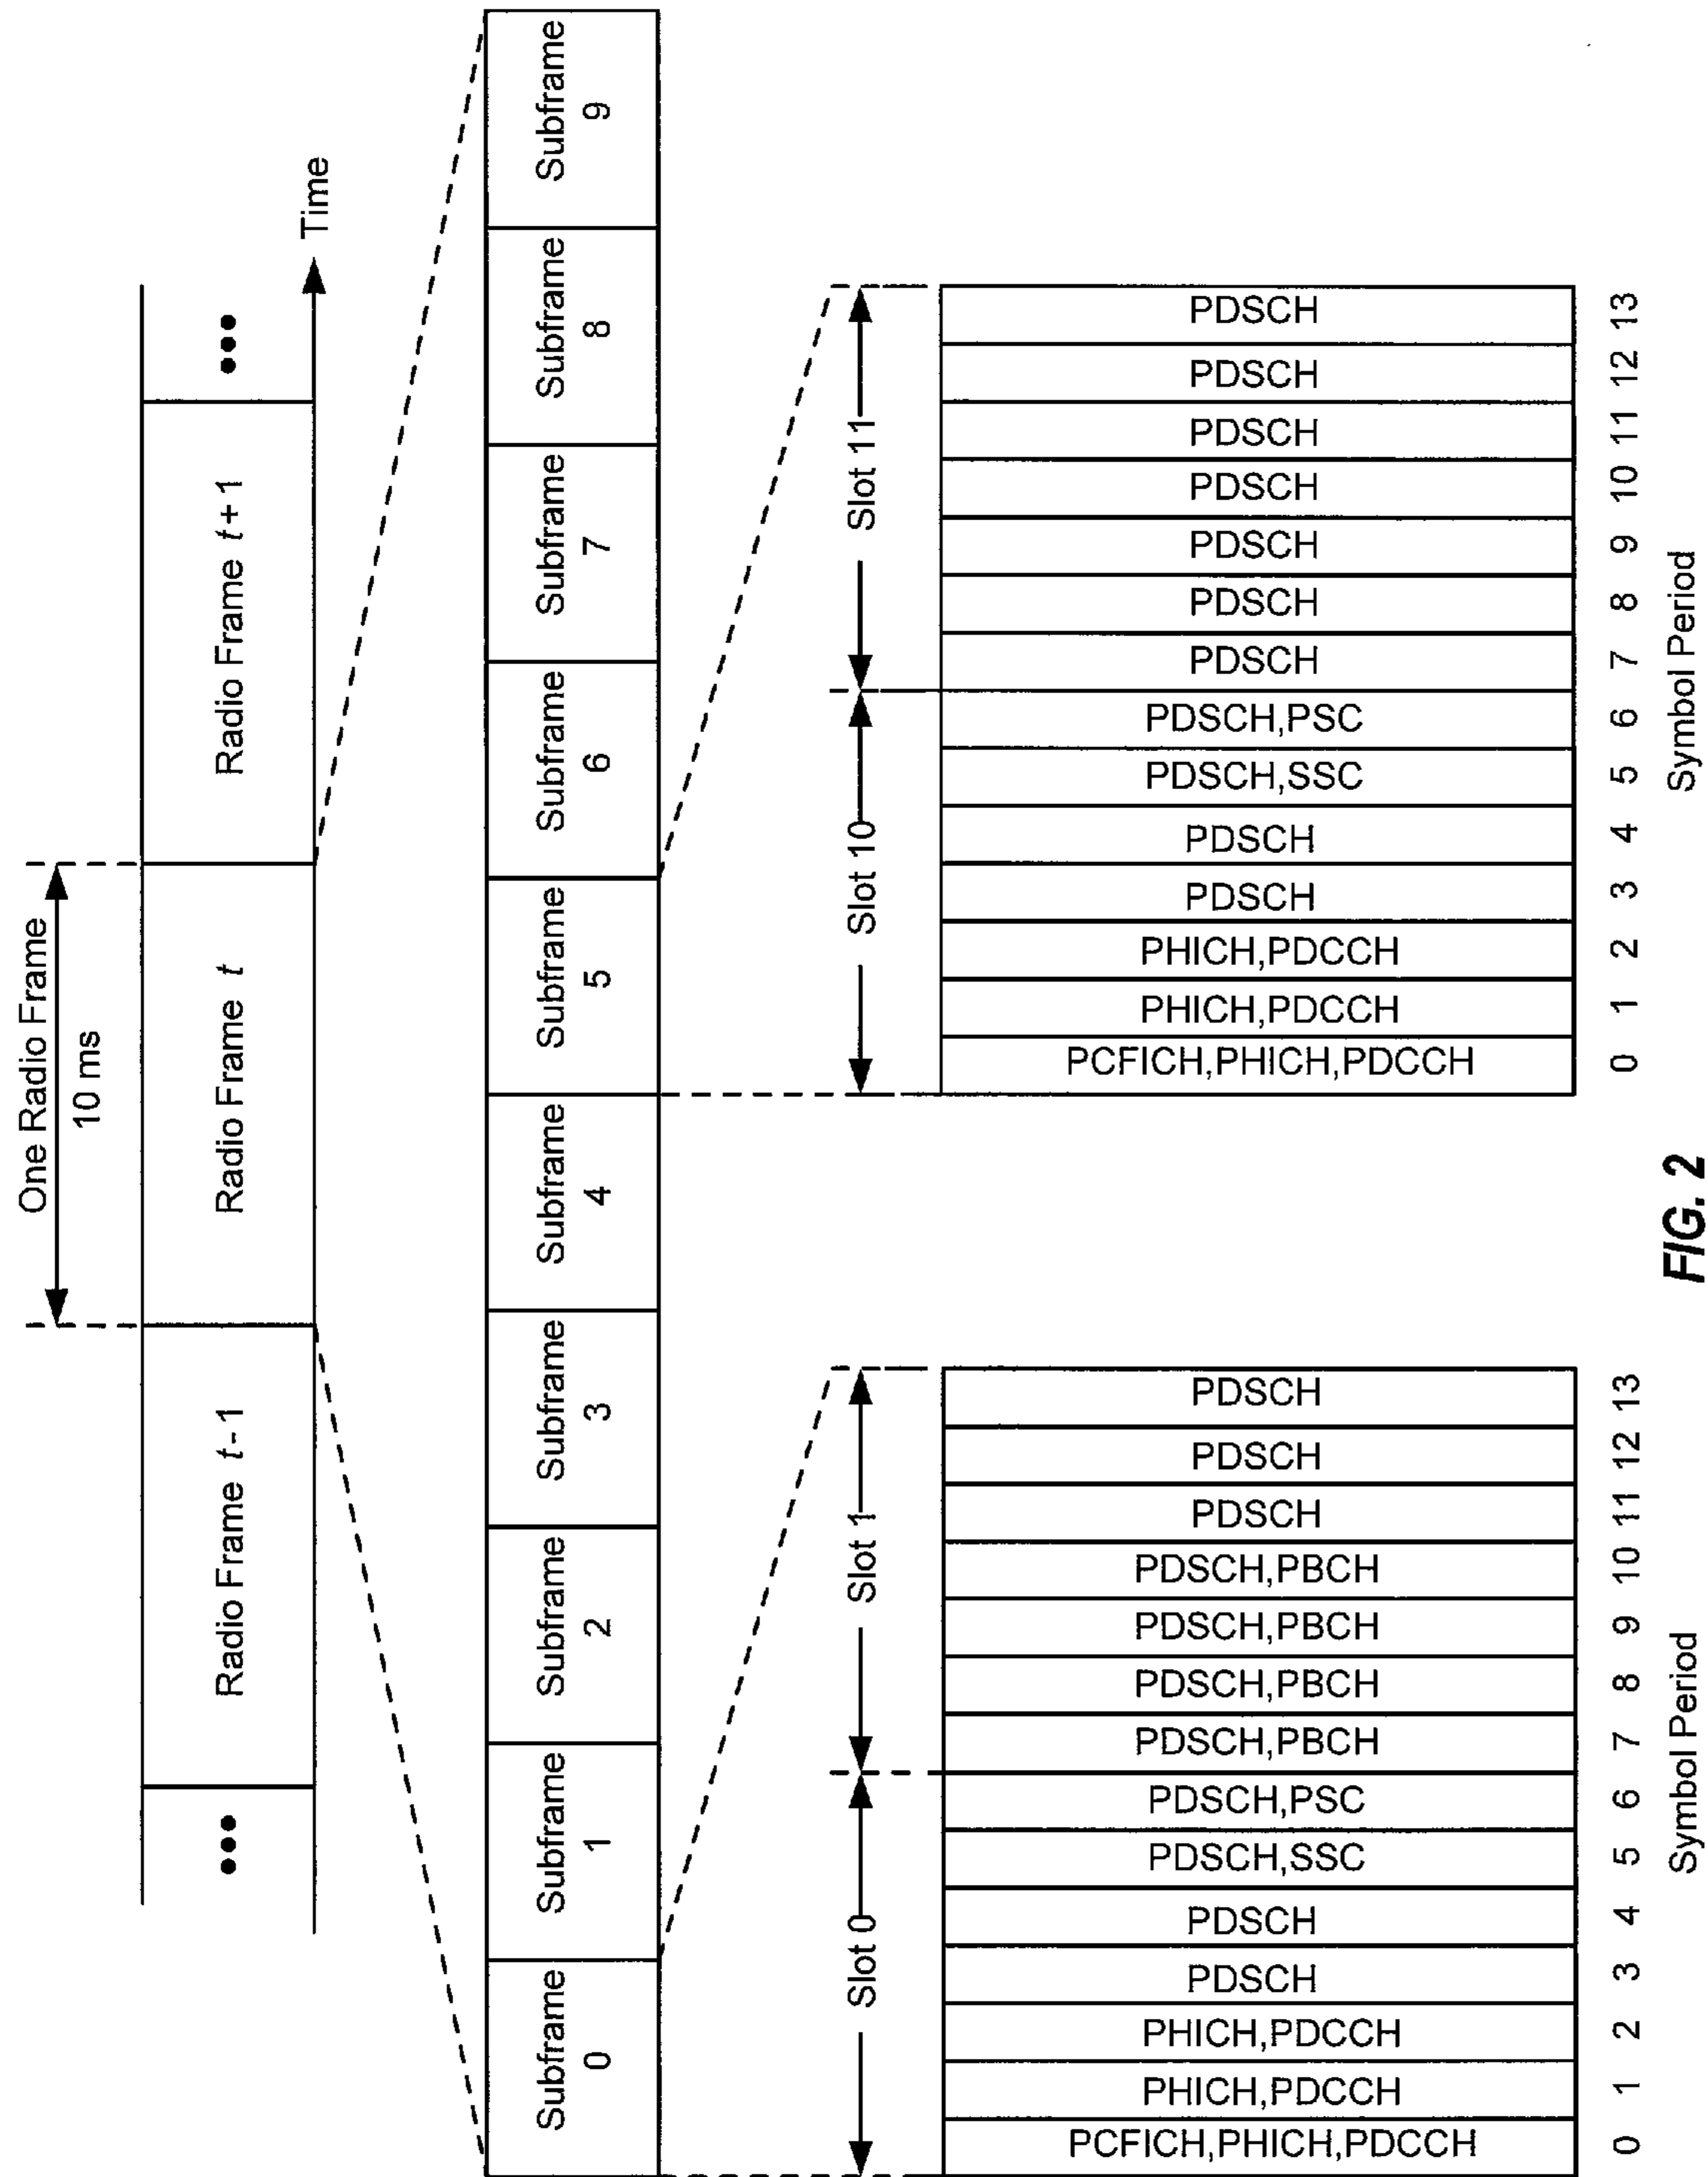 One Radio Frame
10 ms
•••
Radio Frame t-1
Radio Frame t
Radio Frame t+1
•••
Time
Subframe
0
Subframe
1
Subframe
2
Subframe
3
Subframe
4
Subframe
5
Subframe
6
Subframe
7
Subframe
8
Subframe
9
Slot 0
Slot 1
PCFICH,PHICH,PDCCH
PHICH,PDCCH
PHICH,PDCCH
PDSCH
PDSCH
PDSCH,SSC
PDSCH,PSC
PDSCH,PBCH
PDSCH,PBCH
PDSCH,PBCH
PDSCH,PBCH
PDSCH
PDSCH
PDSCH
0 1 2 3 4 5 6 7 8 9 10 11 12 13
Symbol Period
Slot 10
Slot 11
PCFICH,PHICH,PDCCH
PHICH,PDCCH
PHICH,PDCCH
PDSCH
PDSCH
PDSCH,SSC
PDSCH,PSC
PDSCH
PDSCH
PDSCH
PDSCH
PDSCH
PDSCH
PDSCH
0 1 2 3 4 5 6 7 8 9 10 11 12 13
Symbol Period
FIG. 2